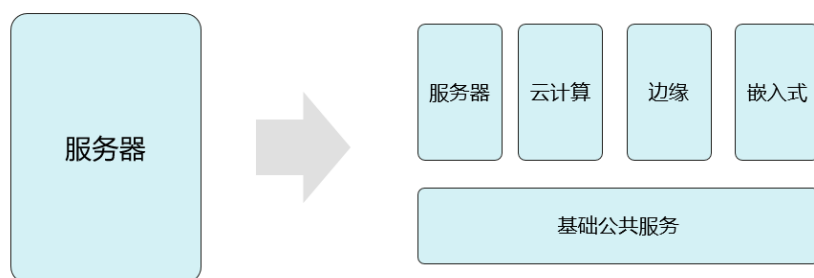 服务器
服务器
云计算
边缘
嵌入式
基础公共服务